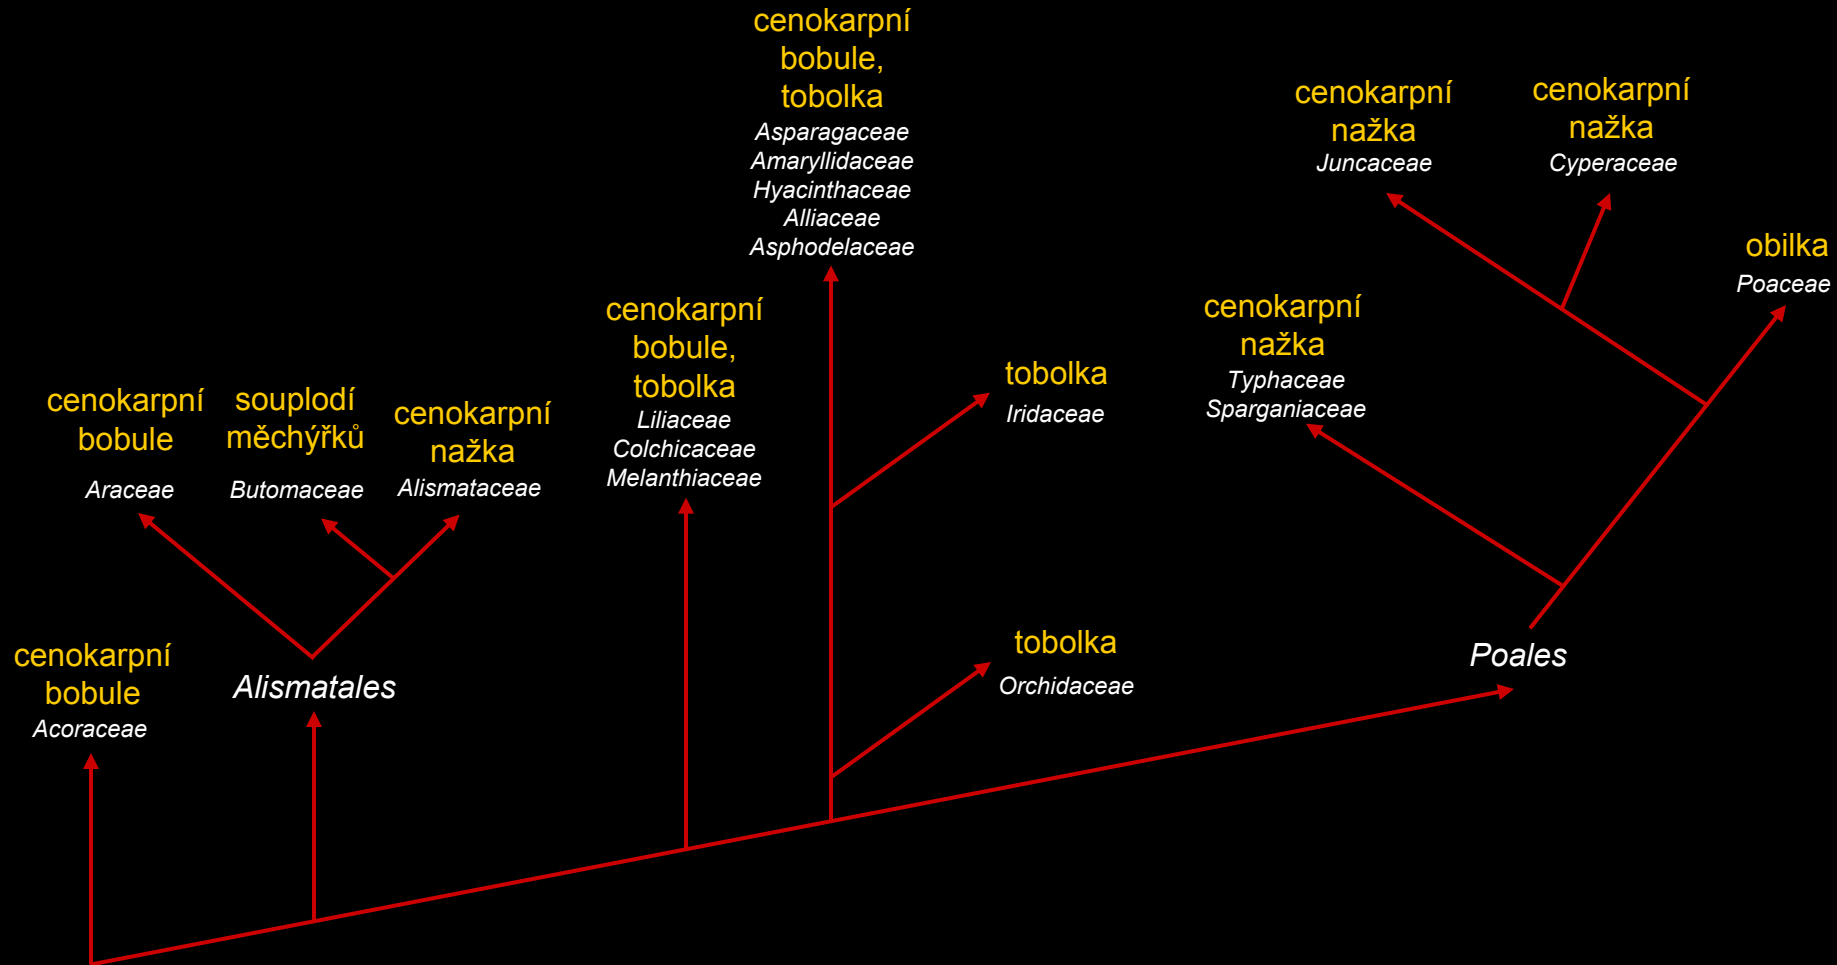 cenokarpní
bobule,
tobolka
Asparagaceae
Amaryllidaceae
Hyacinthaceae
Alliaceae
Asphodelaceae
cenokarpní
nažka
Juncaceae
cenokarpní
nažka
Cyperaceae
obilka
Poaceae
cenokarpní
bobule,
tobolka
Liliaceae
Colchicaceae
Melanthiaceae
cenokarpní
nažka
Typhaceae
Sparganiaceae
tobolka
Iridaceae
cenokarpní
bobule
Araceae
souplodí
měchýřků
Butomaceae
cenokarpní
nažka
Alismataceae
cenokarpní
bobule
Acoraceae
Alismatales
tobolka
Orchidaceae
Poales